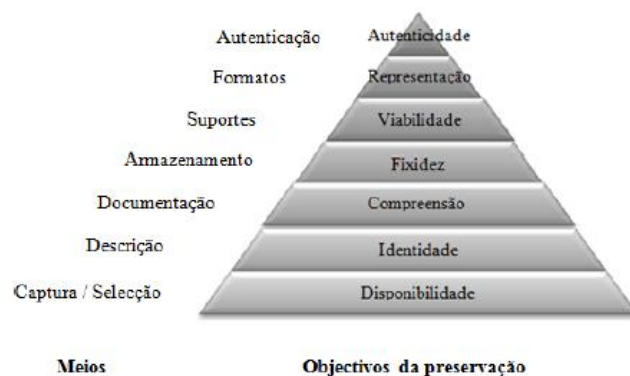 Autenticação Autenticidade
Formatos Representação
Suportes Viabilidade
Armazenamento Fixidez
Documentação Compreensão
Descrição Identidade
Captura / Selecção Disponibilidade
Meios Objectivos da preservação